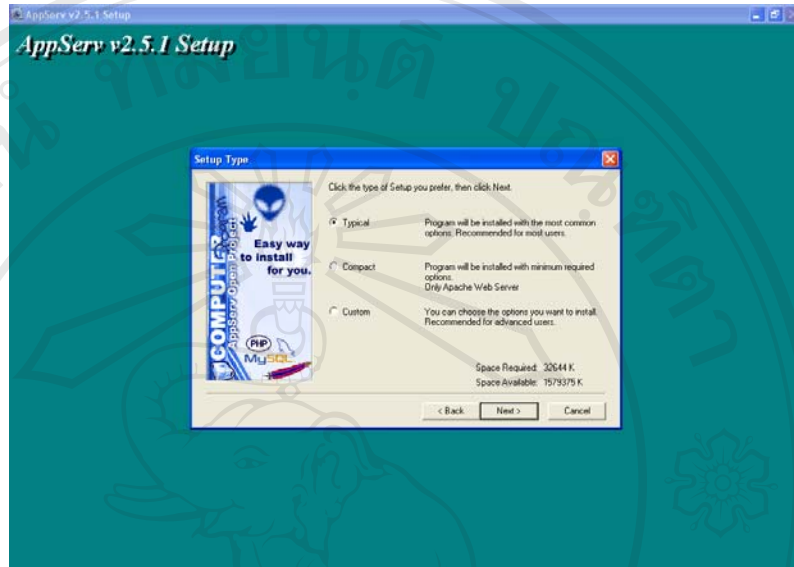 AppServ v2.5.1 Setup
AppServ v2.5.1 Setup
Setup Type
Click the type of Setup you prefer, then click Next.
Typical
Program will be installed with the most common
options. Recommended for most users.
Compact
Program will be installed with minimum required
options.
Only Apache Web Server
Custom
You can choose the options you want to install.
Recommended for advanced users.
Space Required: 32644 K
Space Available: 1579375 K
< Back
Next >
Cancel
Easy way
to install
for you.
COMPUTER
AppServ Open Project
PHP
MySQL